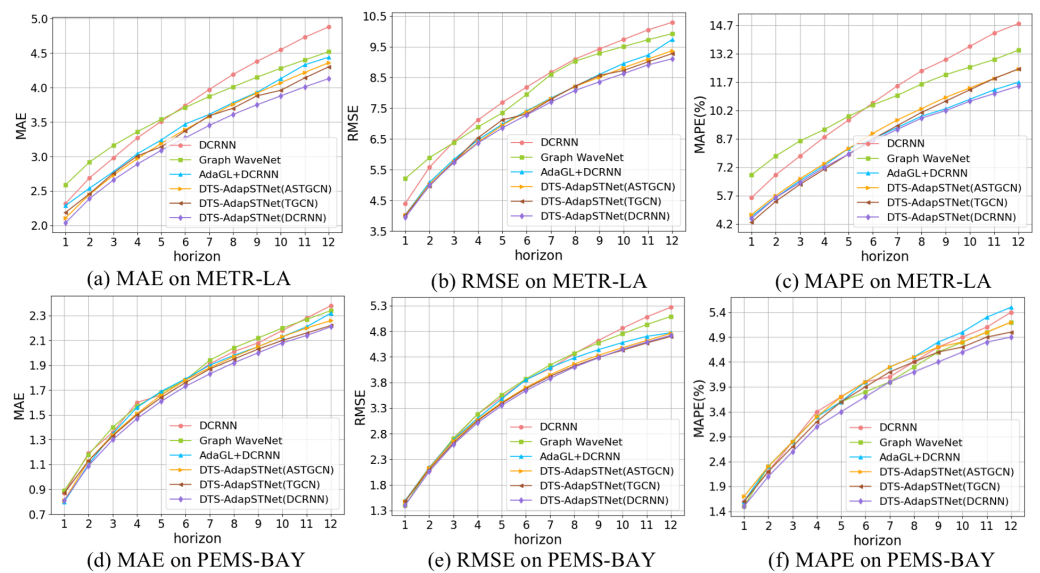 5.0
4.5
4.0
3.5
3.0
2.5
2.0
MAE
DCRNN
Graph WaveNet
AdaGL+DCRNN
DTS-AdapSTNet(ASTGCN)
DTS-AdapSTNet(TGCN)
DTS-AdapSTNet(DCRNN)
1 2 3 4 5 6 7 8 9 10 11 12
horizon
(a) MAE on METR-LA
10.5
9.5
8.5
7.5
6.5
5.5
4.5
3.5
RMSE
DCRNN
Graph WaveNet
AdaGL+DCRNN
DTS-AdapSTNet(ASTGCN)
DTS-AdapSTNet(TGCN)
DTS-AdapSTNet(DCRNN)
1 2 3 4 5 6 7 8 9 10 11 12
horizon
(b) RMSE on METR-LA
14.7
13.2
11.7
10.2
8.7
7.2
5.7
4.2
MAPE(%)
DCRNN
Graph WaveNet
AdaGL+DCRNN
DTS-AdapSTNet(ASTGCN)
DTS-AdapSTNet(TGCN)
DTS-AdapSTNet(DCRNN)
1 2 3 4 5 6 7 8 9 10 11 12
horizon
(c) MAPE on METR-LA
2.3
2.1
1.9
1.7
1.5
1.3
1.1
0.9
0.7
MAE
DCRNN
Graph WaveNet
AdaGL+DCRNN
DTS-AdapSTNet(ASTGCN)
DTS-AdapSTNet(TGCN)
DTS-AdapSTNet(DCRNN)
1 2 3 4 5 6 7 8 9 10 11 12
horizon
(d) MAE on PEMS-BAY
5.3
4.8
4.3
3.8
3.3
2.8
2.3
1.8
1.3
RMSE
DCRNN
Graph WaveNet
AdaGL+DCRNN
DTS-AdapSTNet(ASTGCN)
DTS-AdapSTNet(TGCN)
DTS-AdapSTNet(DCRNN)
1 2 3 4 5 6 7 8 9 10 11 12
horizon
(e) RMSE on PEMS-BAY
5.4
4.9
4.4
3.9
3.4
2.9
2.4
1.9
1.4
MAPE(%)
DCRNN
Graph WaveNet
AdaGL+DCRNN
DTS-AdapSTNet(ASTGCN)
DTS-AdapSTNet(TGCN)
DTS-AdapSTNet(DCRNN)
1 2 3 4 5 6 7 8 9 10 11 12
horizon
(f) MAPE on PEMS-BAY